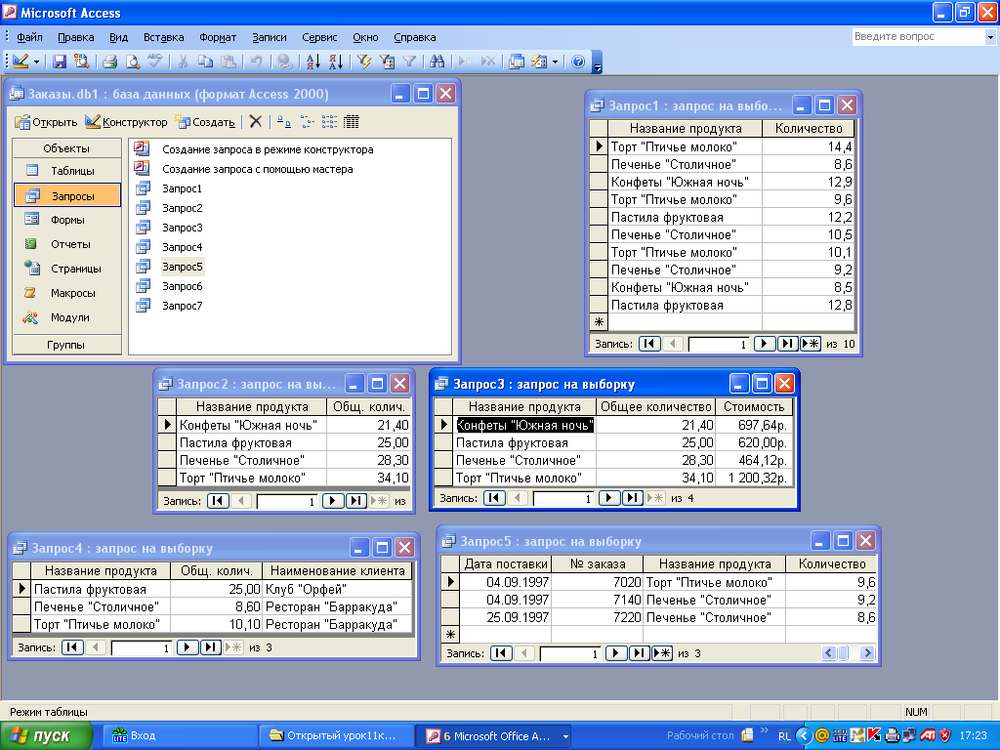 Microsoft Access
Файл Правка Вид Вставка Формат Записи Сервис Окно Справка
Введите вопрос
Заказы.db1 : база данных (формат Access 2000)
Открыть Конструктор Создать
Объекты
Таблицы
Запросы
Формы
Отчеты
Страницы
Макросы
Модули
Группы
Создание запроса в режиме конструктора
Создание запроса с помощью мастера
Запрос1
Запрос2
Запрос3
Запрос4
Запрос5
Запрос6
Запрос7
Запрос1 : запрос на выбо...
Название продукта Количество
Торт "Птичье молоко" 14,4
Печенье "Столичное" 8,6
Конфеты "Южная ночь" 12,9
Торт "Птичье молоко" 9,6
Пастила фруктовая 12,2
Печенье "Столичное" 10,5
Торт "Птичье молоко" 10,1
Печенье "Столичное" 9,2
Конфеты "Южная ночь" 8,5
Пастила фруктовая 12,8
Запись: 1 из 10
Запрос2 : запрос на вы...
Название продукта Общ. колич.
Конфеты "Южная ночь" 21,40
Пастила фруктовая 25,00
Печенье "Столичное" 28,30
Торт "Птичье молоко" 34,10
Запись: 1 из
Запрос3 : запрос на выборку
Название продукта Общее количество Стоимость
Конфеты "Южная ночь" 21,40 697,64р.
Пастила фруктовая 25,00 620,00р.
Печенье "Столичное" 28,30 464,12р.
Торт "Птичье молоко" 34,10 1 200,32р.
Запись: 1 из 4
Запрос4 : запрос на выборку
Название продукта Общ. колич. Наименование клиента
Пастила фруктовая 25,00 Клуб "Орфей"
Печенье "Столичное" 8,60 Ресторан "Барракуда"
Торт "Птичье молоко" 10,10 Ресторан "Барракуда"
Запись: 1 из 3
Запрос5 : запрос на выборку
Дата поставки № заказа Название продукта Количество
04.09.1997 7020 Торт "Птичье молоко" 9,6
04.09.1997 7140 Печенье "Столичное" 9,2
25.09.1997 7220 Печенье "Столичное" 8,6
Запись: 1 из 3
Режим таблицы
NUM
пуск
Вход
Открытый урок11к...
6 Microsoft Office A...
Рабочий стол
RL
17:23